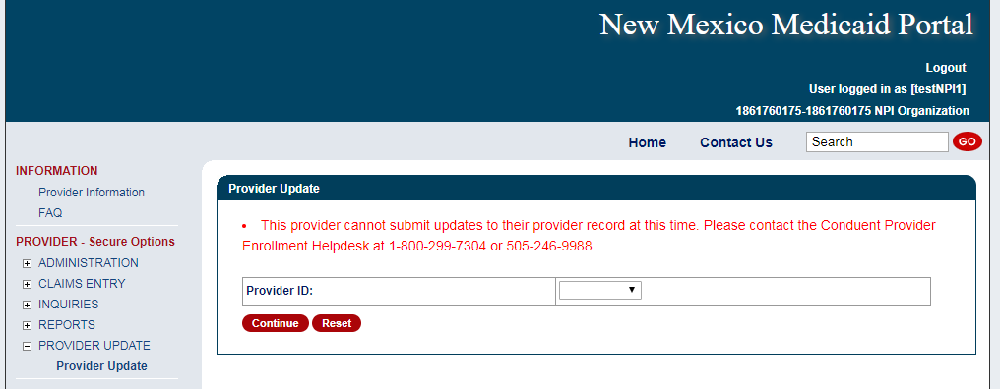 New Mexico Medicaid Portal
Logout
User logged in as [testNPI1]
1861760175-1861760175 NPI Organization
Home
Contact Us
Search
GO
INFORMATION
Provider Information
FAQ
PROVIDER - Secure Options
ADMINISTRATION
CLAIMS ENTRY
INQUIRIES
REPORTS
PROVIDER UPDATE
Provider Update
Provider Update
This provider cannot submit updates to their provider record at this time. Please contact the Conduent Provider
Enrollment Helpdesk at 1-800-299-7304 or 505-246-9988.
Provider ID:
Continue
Reset